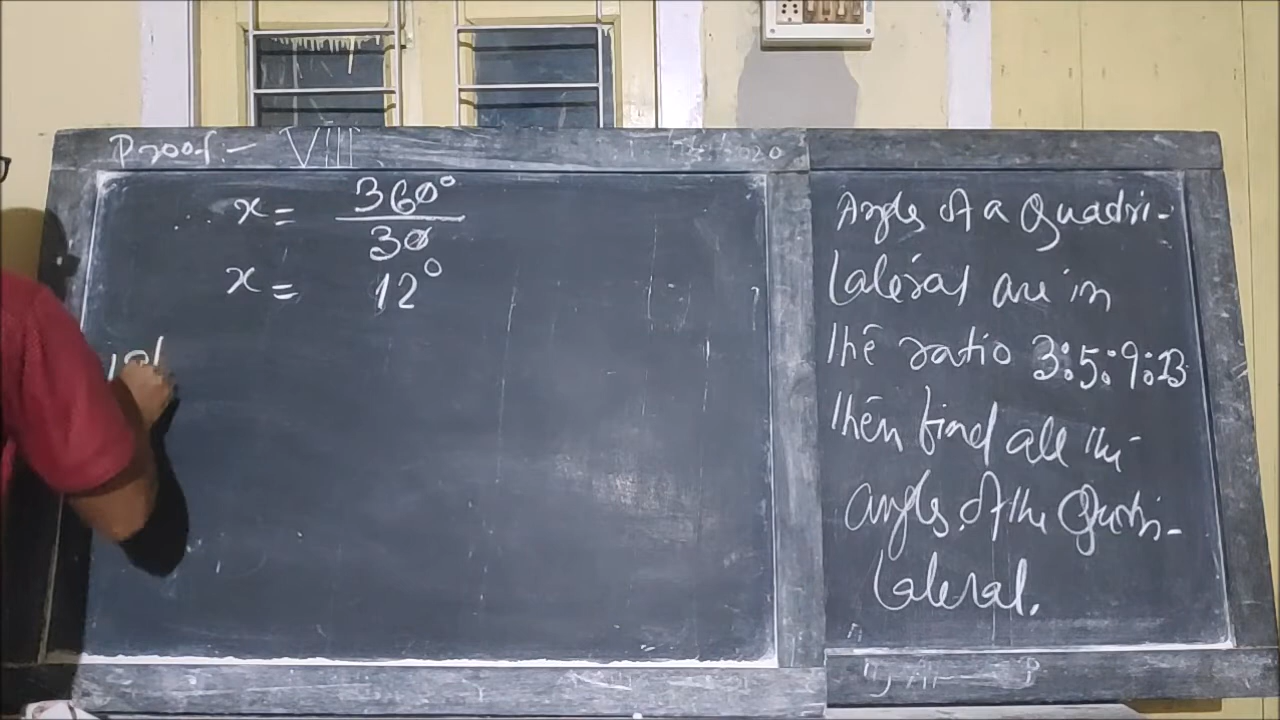 Proof:- VIII
x = 360°
30
x = 12°
1st
Angles of a Quadri-
lateral are in
the ratio 3:5:9:13
then find all the
angles of the Quadri-
lateral.